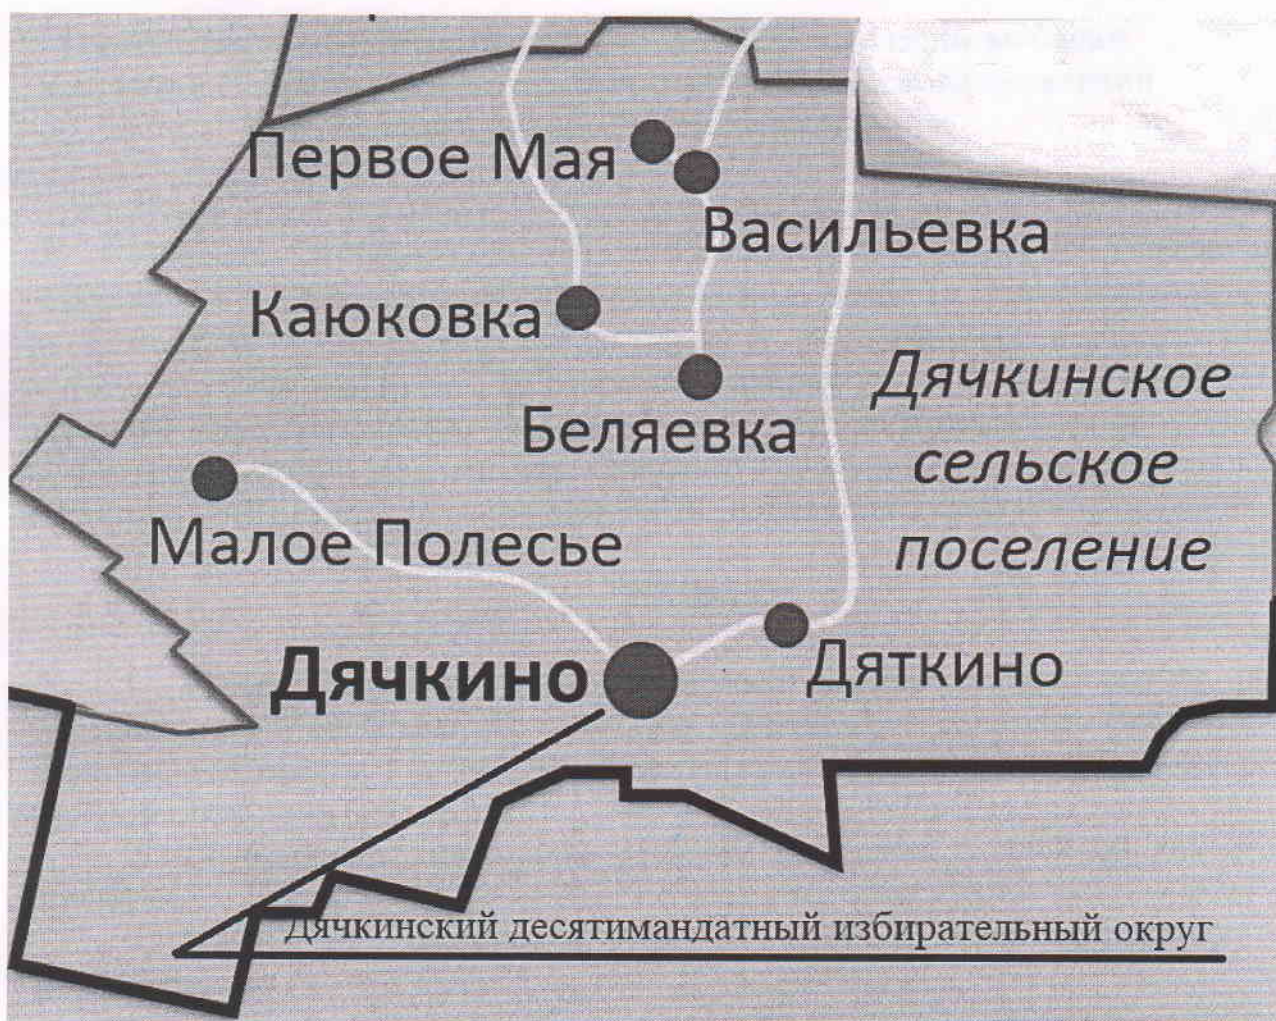 Первое Мая
Васильевка
Каюковка
Беляевка
Дячкинское
сельское
поселение
Малое Полесье
Дячкино
Дяткино
Дячкинский десятимандатный избирательный округ